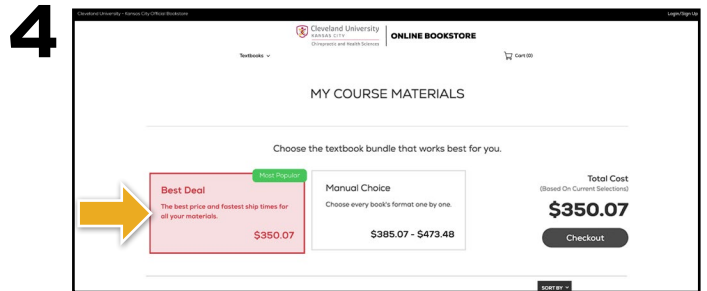 4
Cleveland University - Kansas City Official Bookstore
Login/Sign Up
Cleveland University
KANSAS CITY
Chiropractic and Health Sciences
ONLINE BOOKSTORE
Textbooks
Cart (0)
MY COURSE MATERIALS
Choose the textbook bundle that works best for you.
Most Popular
Best Deal
The best price and fastest ship times for
all your materials.
$350.07
Manual Choice
Choose every book's format one by one.
$385.07 - $473.48
Total Cost
(Based On Current Selections)
$350.07
Checkout
SORT BY